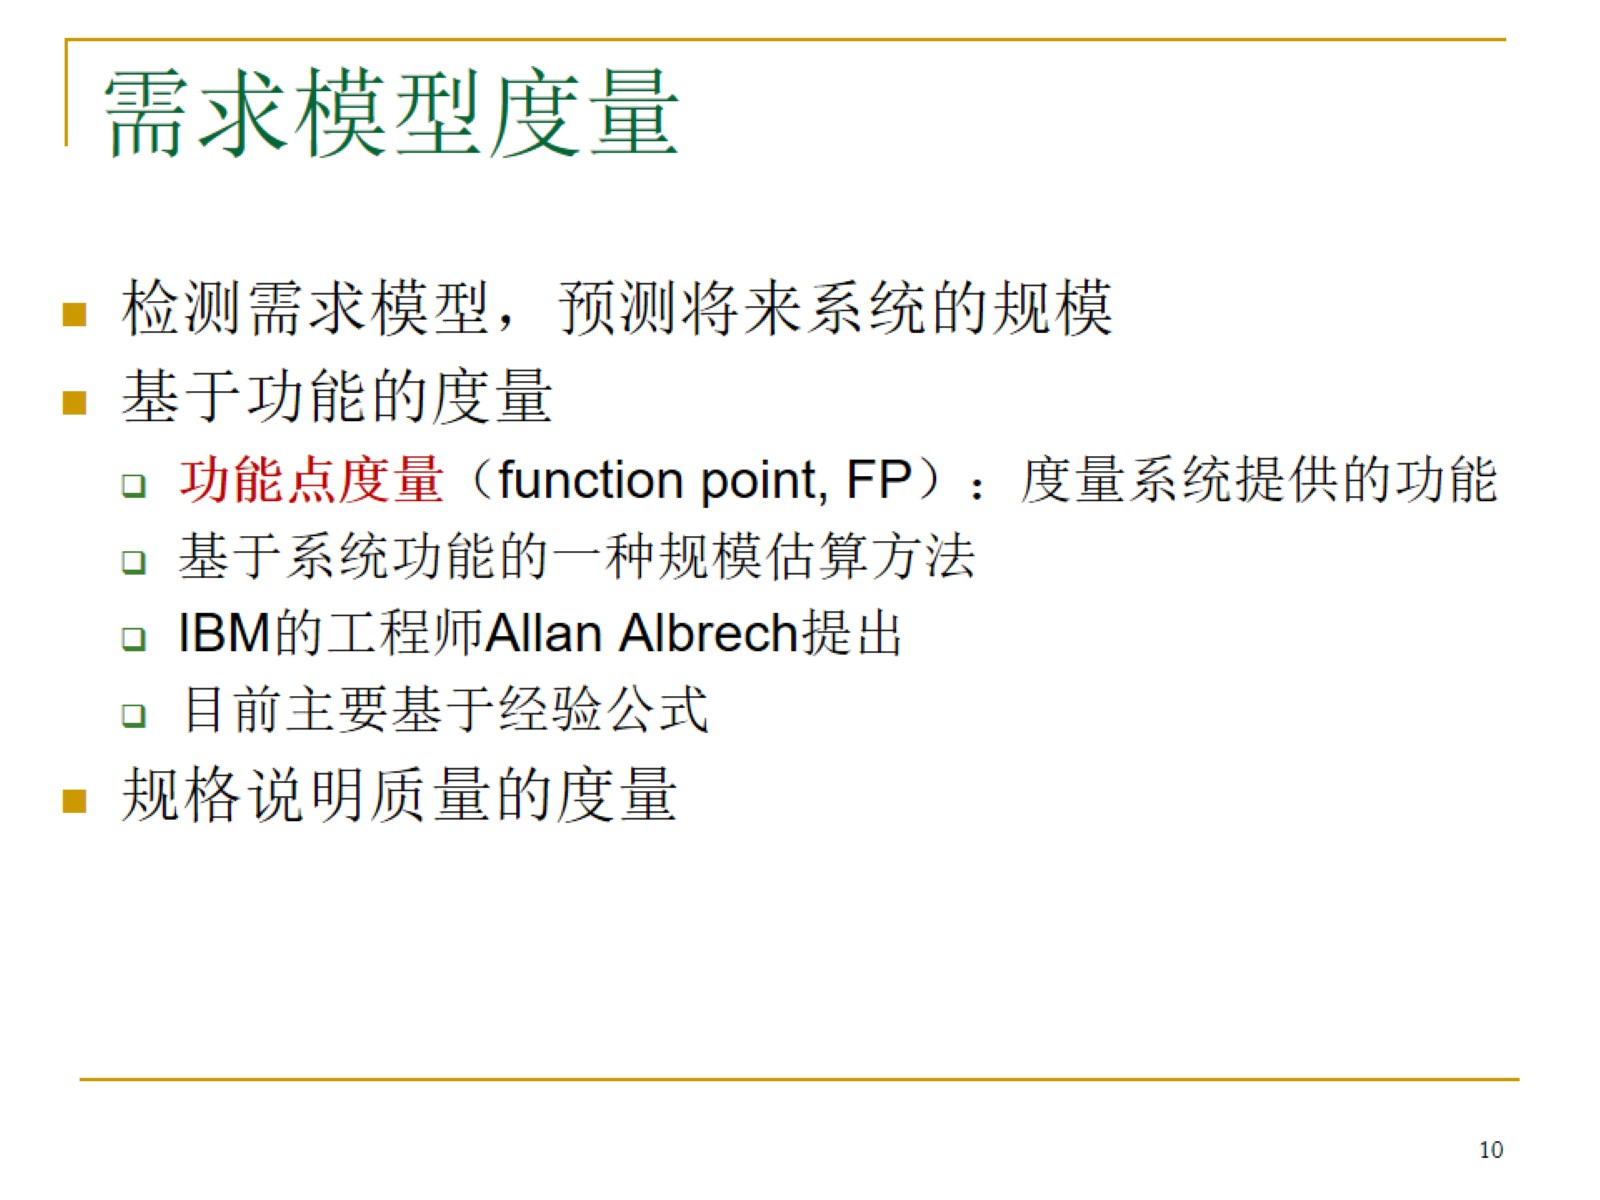 需求模型度量
检测需求模型，预测将来系统的规模
基于功能的度量
功能点度量（function point, FP）：度量系统提供的功能
基于系统功能的一种规模估算方法
IBM的工程师Allan Albrech提出
目前主要基于经验公式
规格说明质量的度量
10